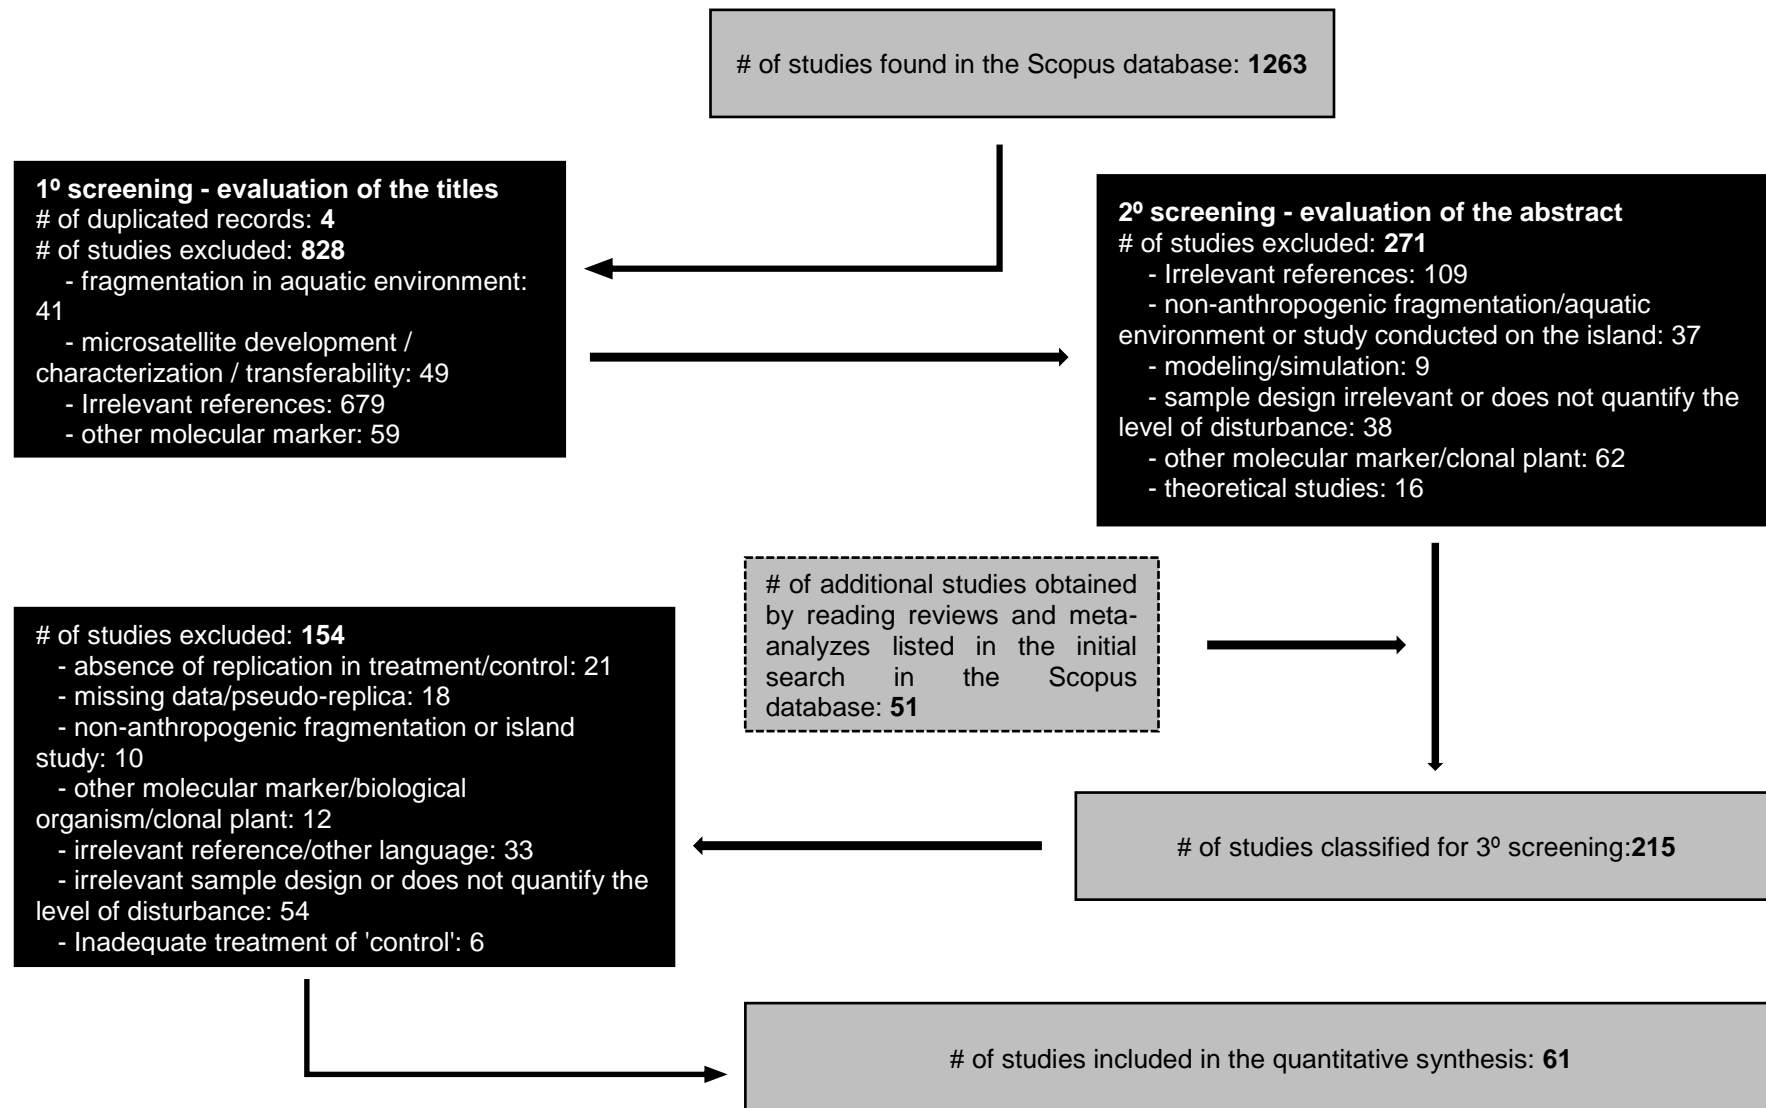 # of studies found in the Scopus database: 1263
1º screening - evaluation of the titles
# of duplicated records: 4
# of studies excluded: 828
- fragmentation in aquatic environment:
41
- microsatellite development /
characterization / transferability: 49
- Irrelevant references: 679
- other molecular marker: 59
2º screening - evaluation of the abstract
# of studies excluded: 271
- Irrelevant references: 109
- non-anthropogenic fragmentation/aquatic
environment or study conducted on the island: 37
- modeling/simulation: 9
- sample design irrelevant or does not quantify the
level of disturbance: 38
- other molecular marker/clonal plant: 62
- theoretical studies: 16
# of additional studies obtained
by reading reviews and meta-
analyzes listed in the initial
search in the Scopus
database: 51
# of studies classified for 3º screening:215
# of studies excluded: 154
- absence of replication in treatment/control: 21
- missing data/pseudo-replica: 18
- non-anthropogenic fragmentation or island
study: 10
- other molecular marker/biological
organism/clonal plant: 12
- irrelevant reference/other language: 33
- irrelevant sample design or does not quantify the
level of disturbance: 54
- Inadequate treatment of 'control': 6
# of studies included in the quantitative synthesis: 61